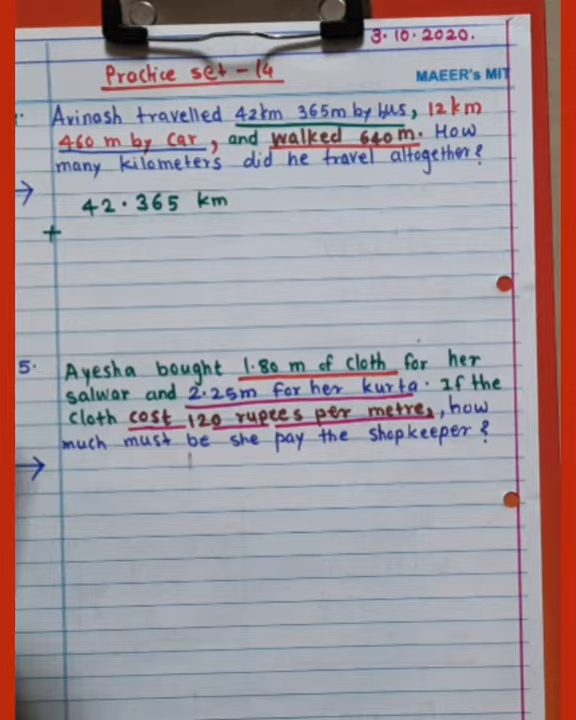 3.10.2020.
Practice set - 14
MAEER's MIT
Avinash travelled 42km 365m by bus, 12km
460 m by car, and walked 640m. How
many kilometers did he travel altogether?
→
42.365 km
+
5. Ayesha bought 1.80 m of cloth for her
salwar and 2.25m for her kurta. If the
cloth cost 120 rupees per metre, how
much must be she pay the shopkeeper?
→